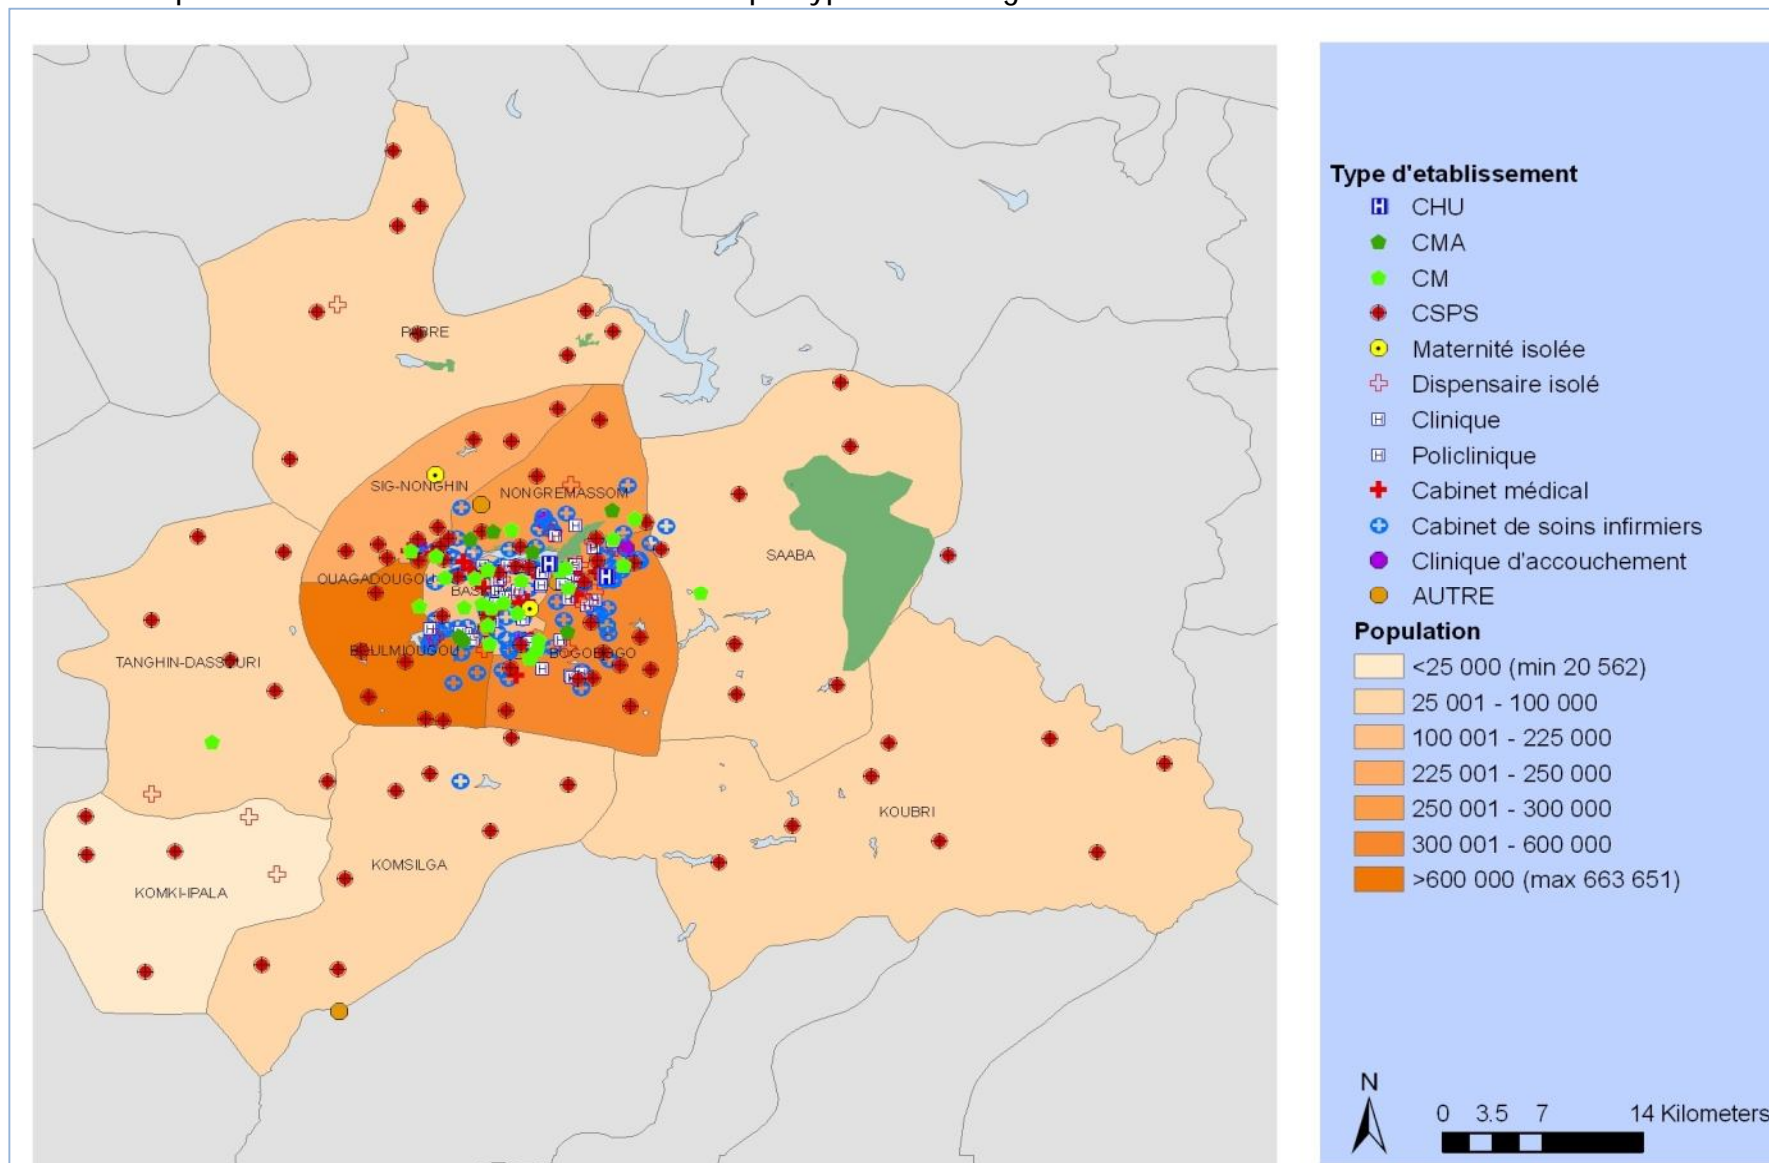 Type d'etablissement
CHU
CMA
CM
CSPS
Maternité isolée
Dispensaire isolé
Clinique
Policlinique
Cabinet médical
Cabinet de soins infirmiers
Clinique d'accouchement
AUTRE
Population
<25 000 (min 20 562)
25 001 - 100 000
100 001 - 225 000
225 001 - 250 000
250 001 - 300 000
300 001 - 600 000
>600 000 (max 663 651)
N
0 3.5 7 14 Kilometers
PABRE
SIG-NONGHIN
NONGREMASSOM
SAABA
OUAGADOUGOU
BOULMIOUGOU
BOGODOGO
TANGHIN-DASSOURI
KOUBRI
KOMSILGA
KOMKI-IPALA